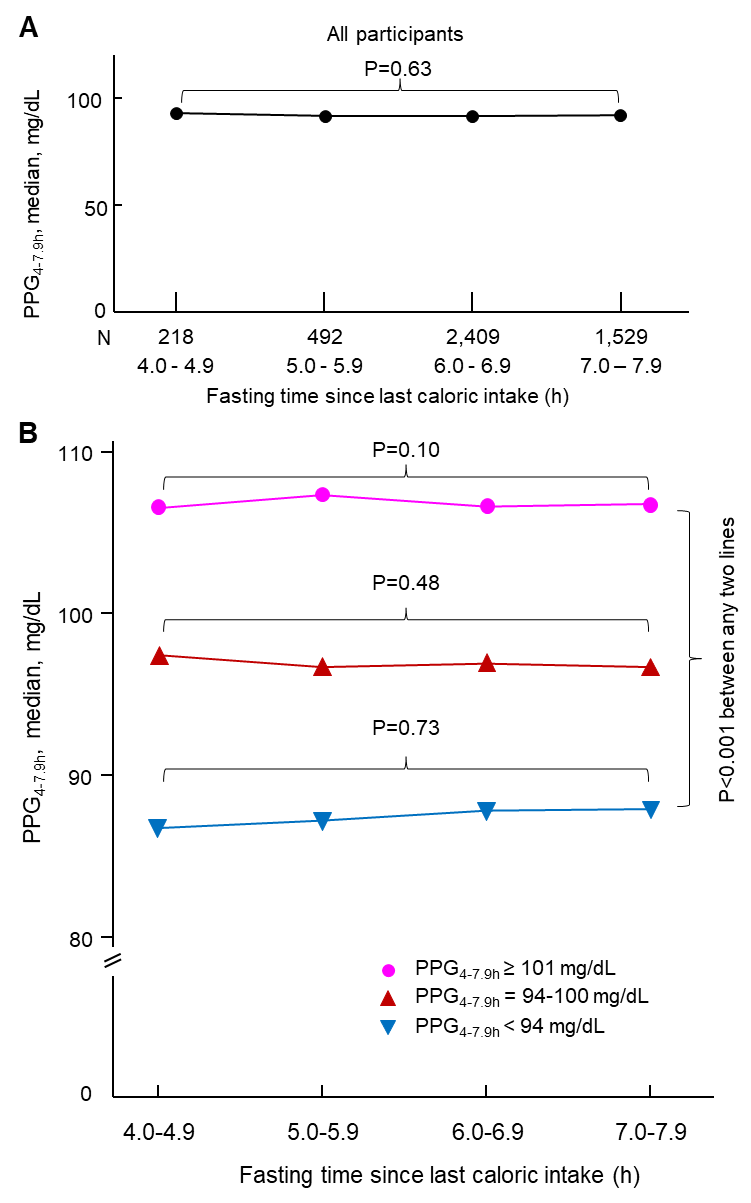 A
All participants
P=0.63
PPG4-7.9h, median, mg/dL
100
50
0
N 218 492 2,409 1,529
4.0 - 4.9 5.0 - 5.9 6.0 - 6.9 7.0 – 7.9
Fasting time since last caloric intake (h)
B
110
P=0.10
100
P=0.48
P<0.001 between any two lines
PPG4-7.9h, median, mg/dL
P=0.73
90
80
PPG4-7.9h ≥ 101 mg/dL
PPG4-7.9h = 94-100 mg/dL
PPG4-7.9h < 94 mg/dL
0
4.0-4.9 5.0-5.9 6.0-6.9 7.0-7.9
Fasting time since last caloric intake (h)